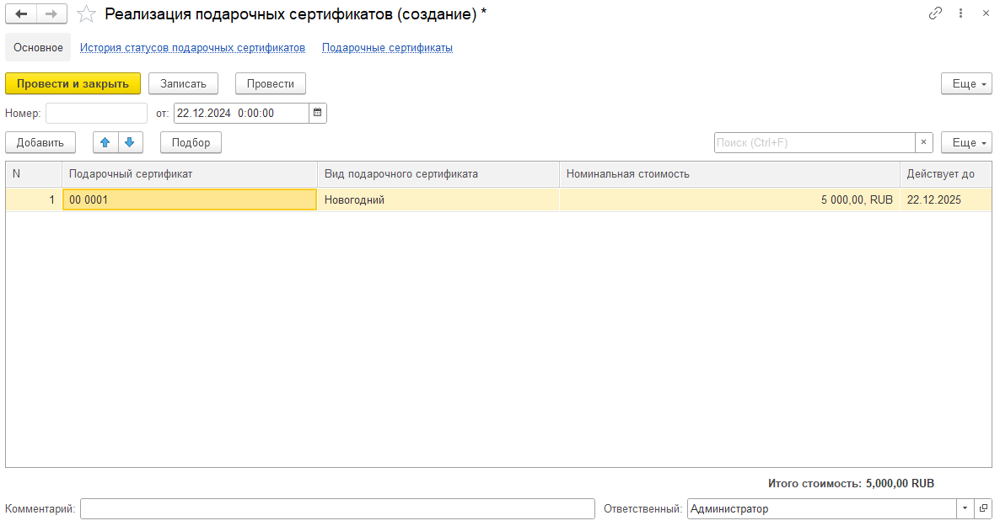 Реализация подарочных сертификатов (создание) *
Основное История статусов подарочных сертификатов Подарочные сертификаты
Провести и закрыть Записать Провести Еще
Номер: от: 22.12.2024 0:00:00
Добавить Подбор Поиск (Ctrl+F) × Еще
N Подарочный сертификат Вид подарочного сертификата Номинальная стоимость Действует до
1 00 0001 Новогодний 5 000,00, RUB 22.12.2025
Итого стоимость: 5,000,00 RUB
Комментарий: Ответственный: Администратор